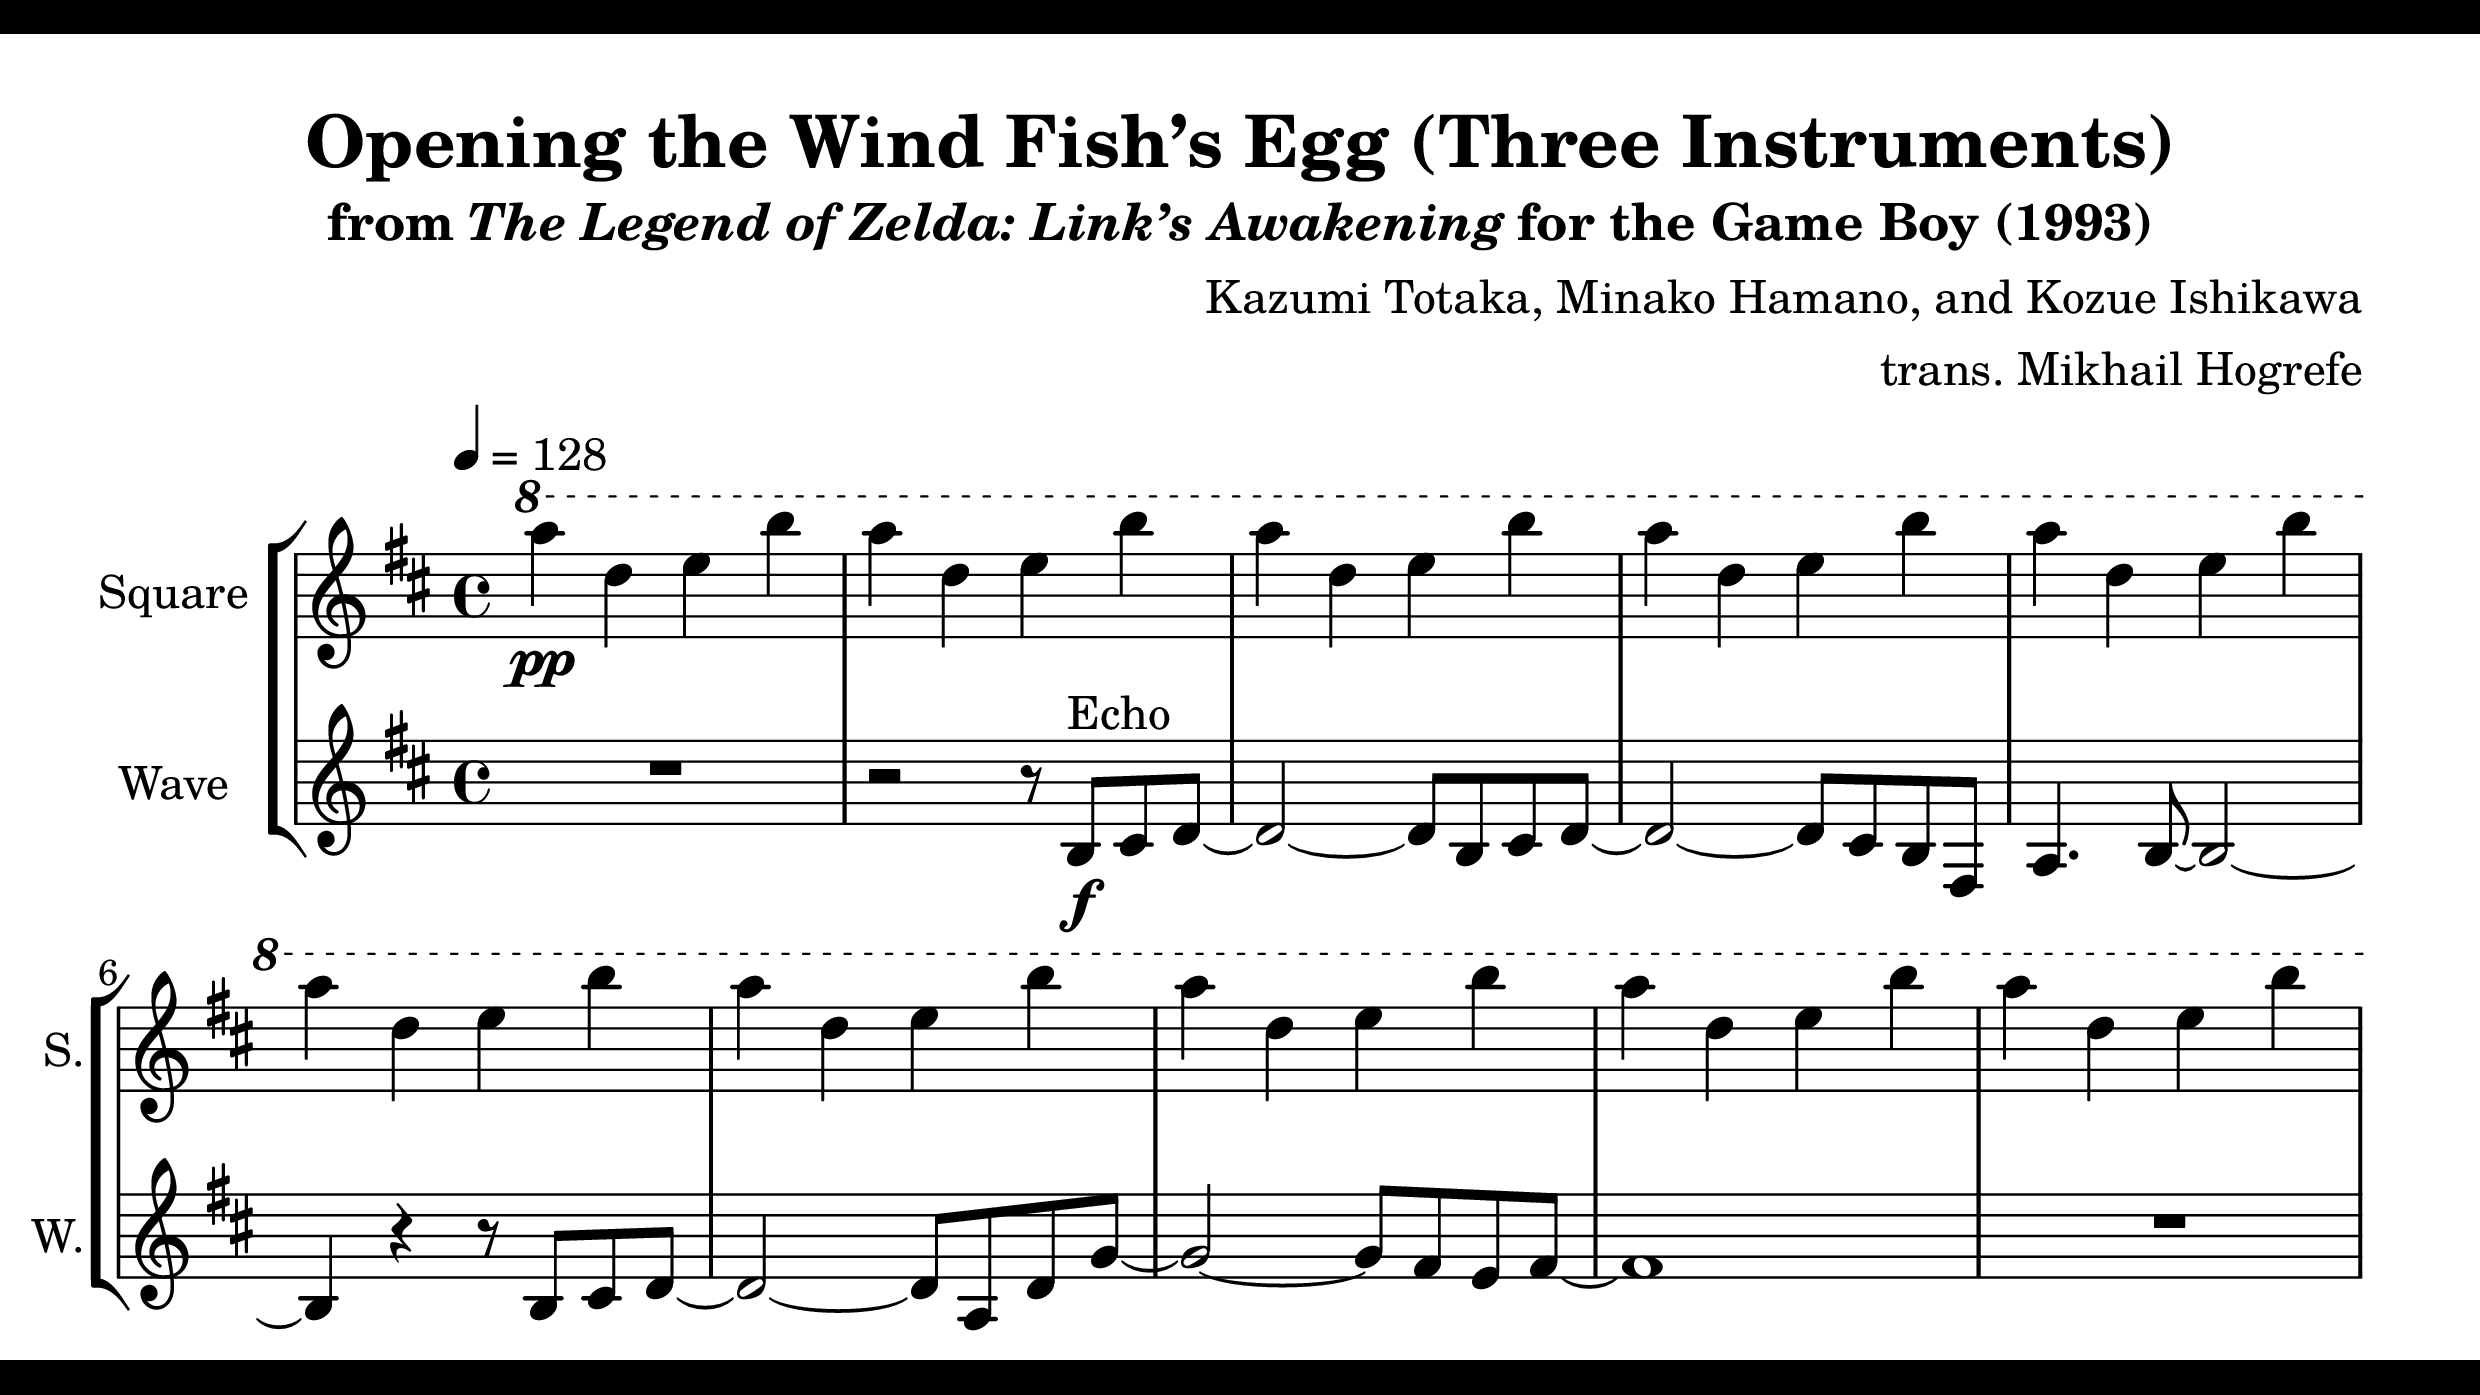 Opening the Wind Fish’s Egg (Three Instruments)
from The Legend of Zelda: Link’s Awakening for the Game Boy (1993)
Kazumi Totaka, Minako Hamano, and Kozue Ishikawa
trans. Mikhail Hogrefe
= 128
8
Square
pp
Echo
Wave
f
8
6
S.
W.